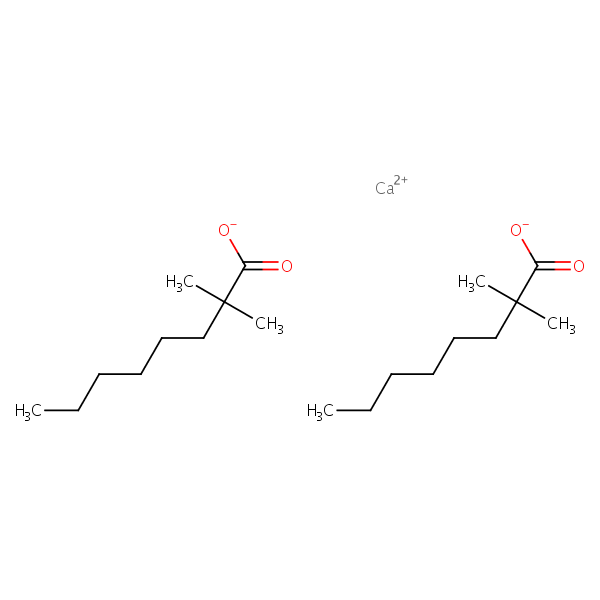 Ca2+
O− O−
O O
H3C H3C
CH3 CH3
H3C H3C